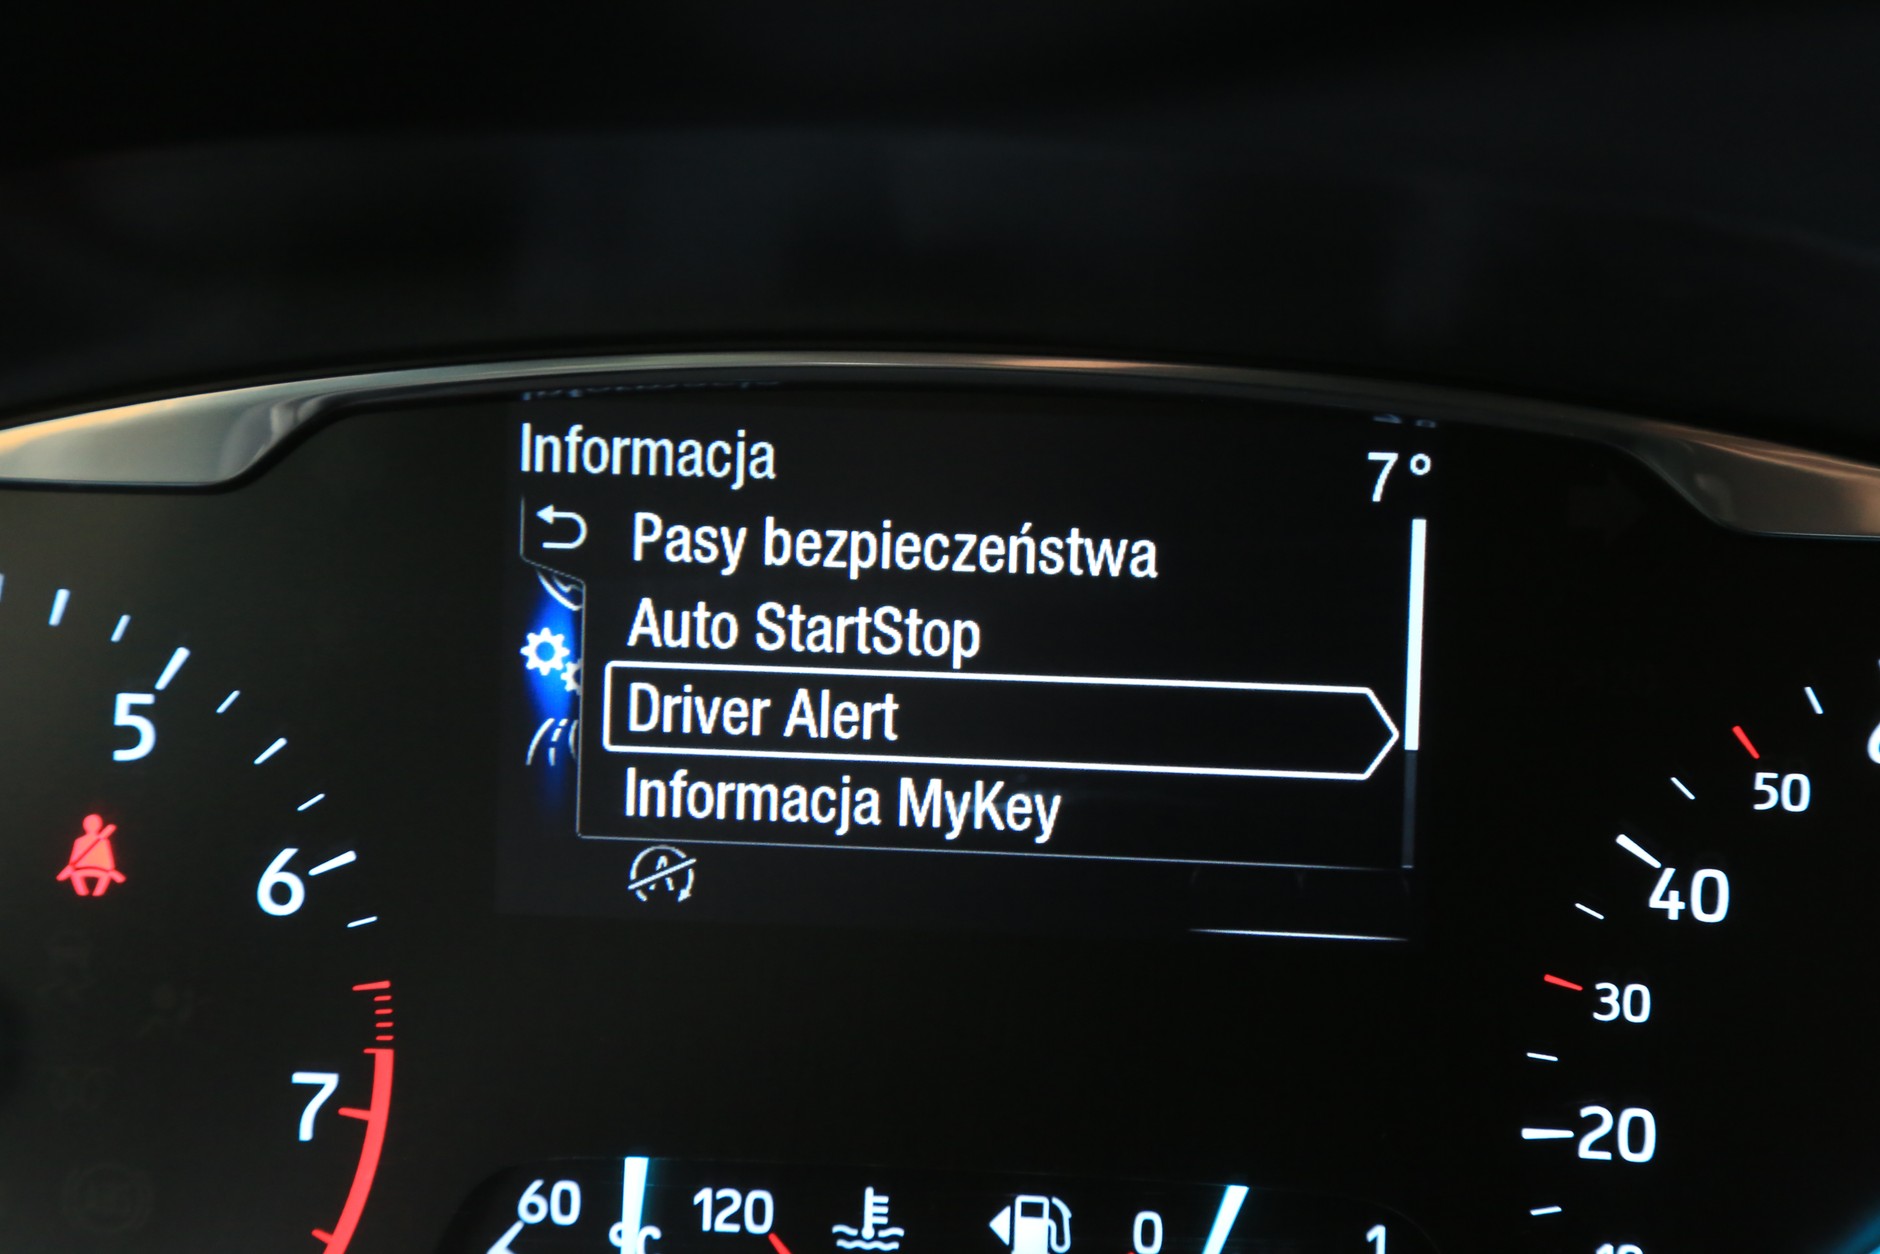 Informacja
7°
Pasy bezpieczeństwa
Auto StartStop
Driver Alert
Informacja MyKey
A
5
6
7
50
40
30
20
60
°C
120
0
1